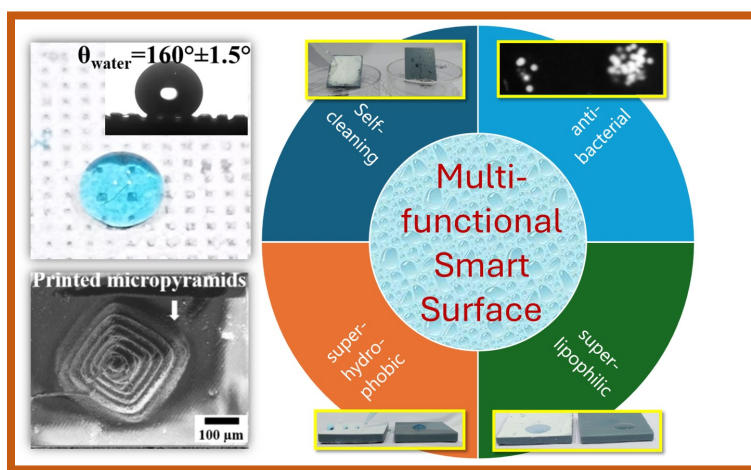 θwater=160°±1.5°
Printed micropyramids
100 µm
Self-
cleaning
anti-
bacterial
Multi-
functional
Smart
Surface
super-
hydro-
phobic
super-
lipophilic